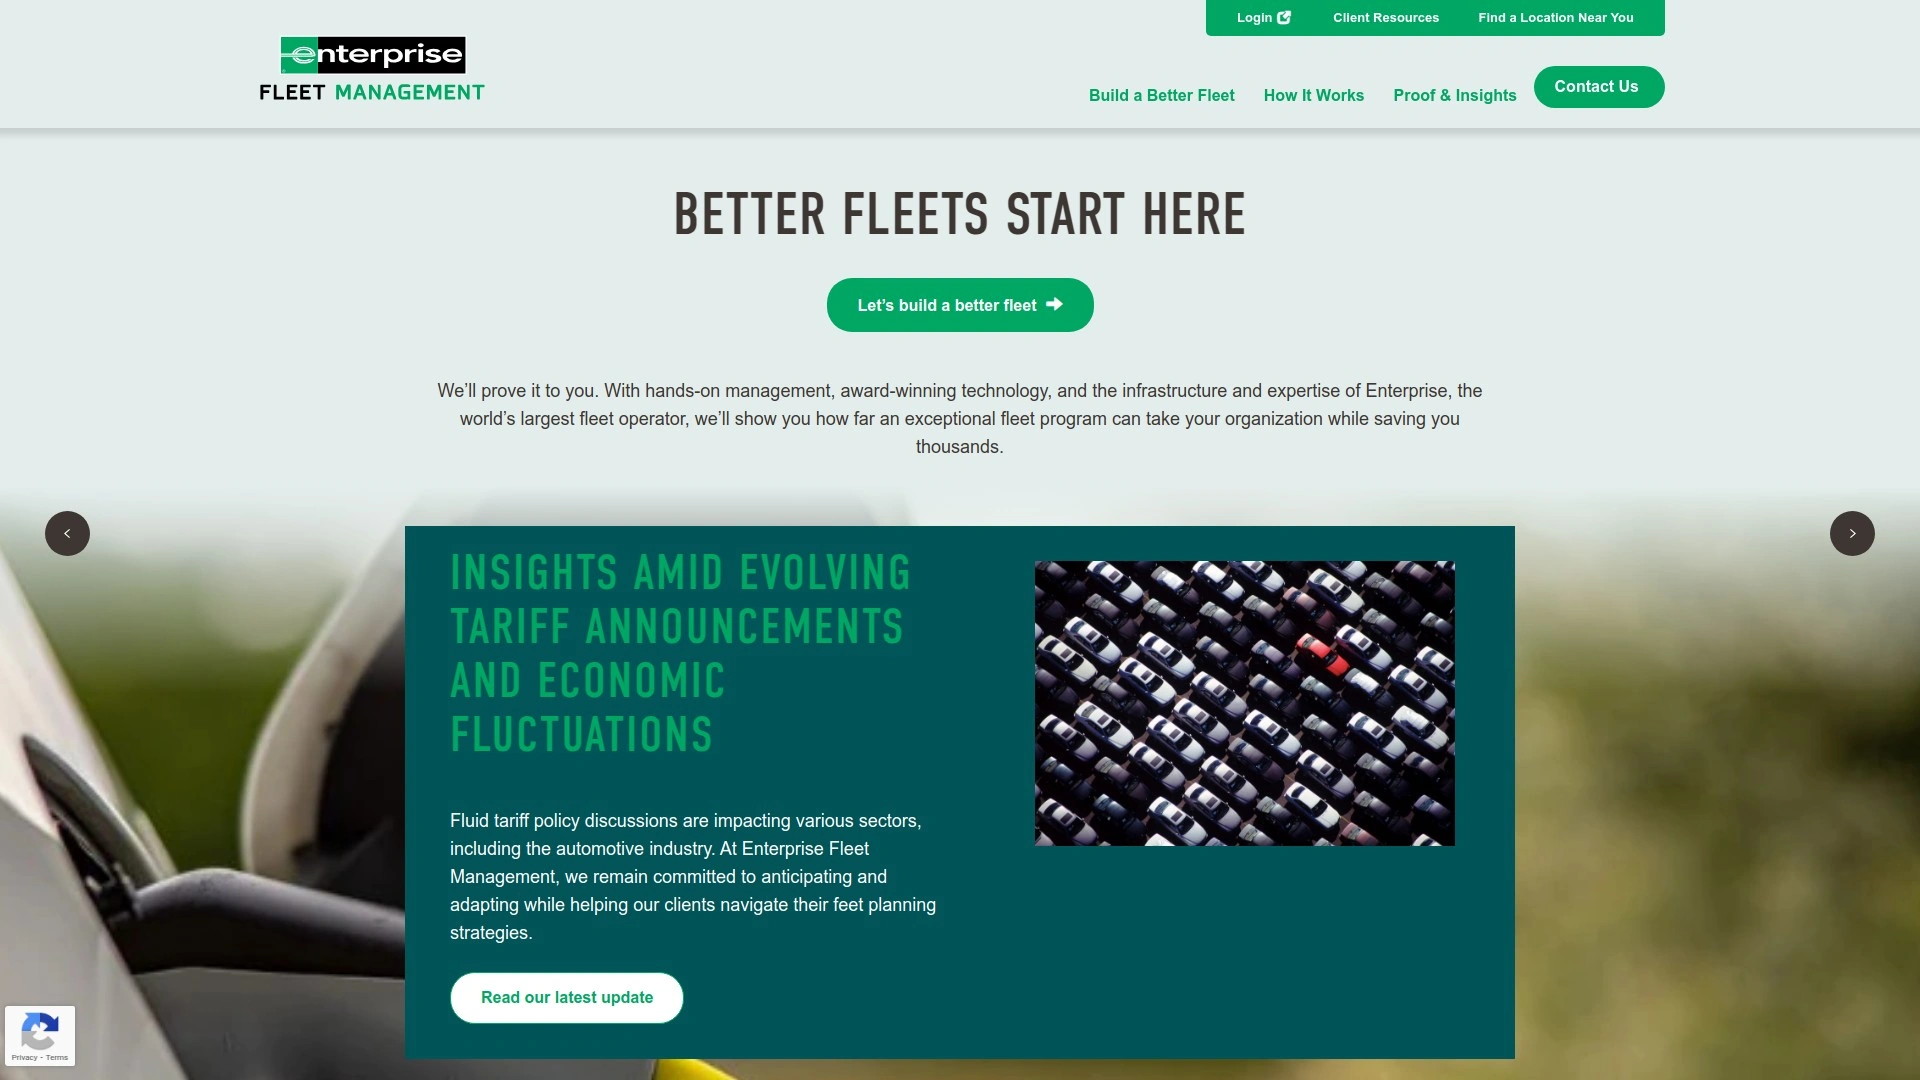 Login
Client Resources
Find a Location Near You
enterprise
FLEET MANAGEMENT
Build a Better Fleet
How It Works
Proof & Insights
Contact Us
BETTER FLEETS START HERE
Let’s build a better fleet
We’ll prove it to you. With hands-on management, award-winning technology, and the infrastructure and expertise of Enterprise, the
world’s largest fleet operator, we’ll show you how far an exceptional fleet program can take your organization while saving you
thousands.
INSIGHTS AMID EVOLVING
TARIFF ANNOUNCEMENTS
AND ECONOMIC
FLUCTUATIONS
Fluid tariff policy discussions are impacting various sectors,
including the automotive industry. At Enterprise Fleet
Management, we remain committed to anticipating and
adapting while helping our clients navigate their feet planning
strategies.
Read our latest update
Privacy - Terms